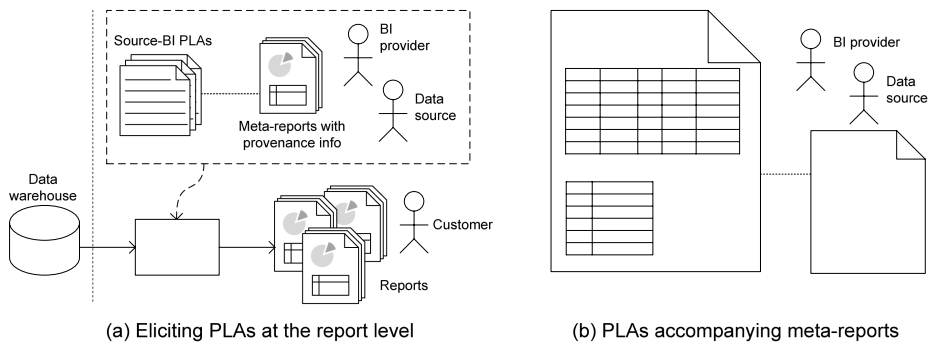 Source-BI PLAs
BI
provider
Data
source
Meta-reports with
provenance info
Data
warehouse
Customer
Reports
(a) Eliciting PLAs at the report level
BI provider
Data
source
(b) PLAs accompanying meta-reports